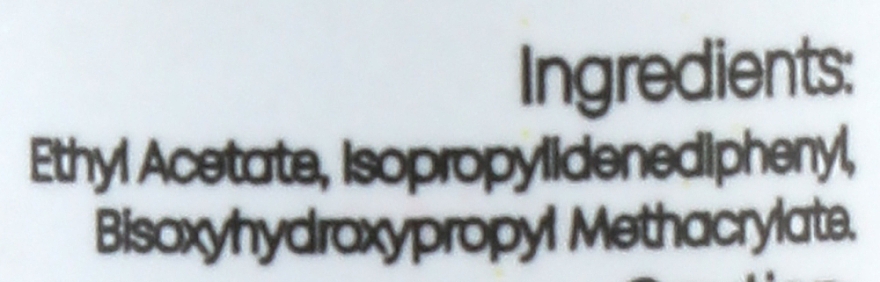 Ingredients:
Ethyl Acetate, Isopropylidenediphenyl,
Bisoxyhydroxypropyl Methacrylate.